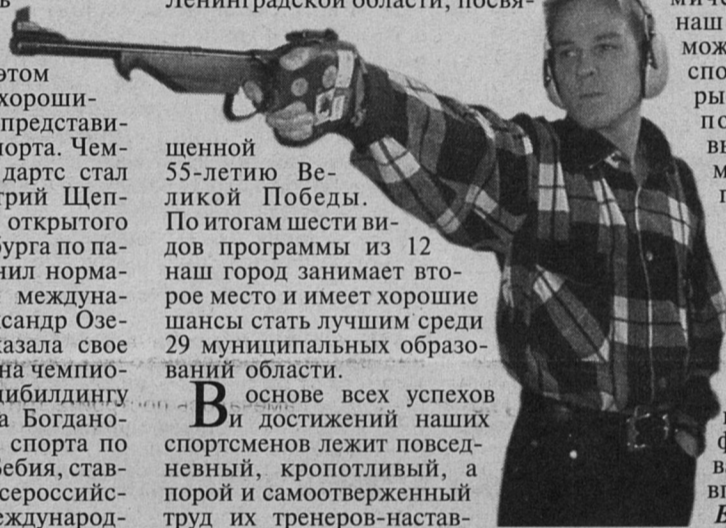 этом
хороши-
представи-
порта. Чем-
дартс стал
трий Щеп-
открытого
бурга по па-
нил норма-
междуна-
ксандр Озе-
казала свое
на чемпио-
дибилдингу
а Богдано-
спорта по
Бебия, став-
сероссийс-
еждународ-
Ленинградской области, посвя-
щенной
55-летию Ве-
ликой Победы.
По итогам шести ви-
дов программы из 12
наш город занимает вто-
рое место и имеет хорошие
шансы стать лучшим среди
29 муниципальных образо-
ваний области.
В основе всех успехов
и достижений наших
спортсменов лежит повсед-
невный, кропотливый, а
порой и самоотверженный
труд их тренеров-настав-
наш
мож
спо
ры
по
вы
м